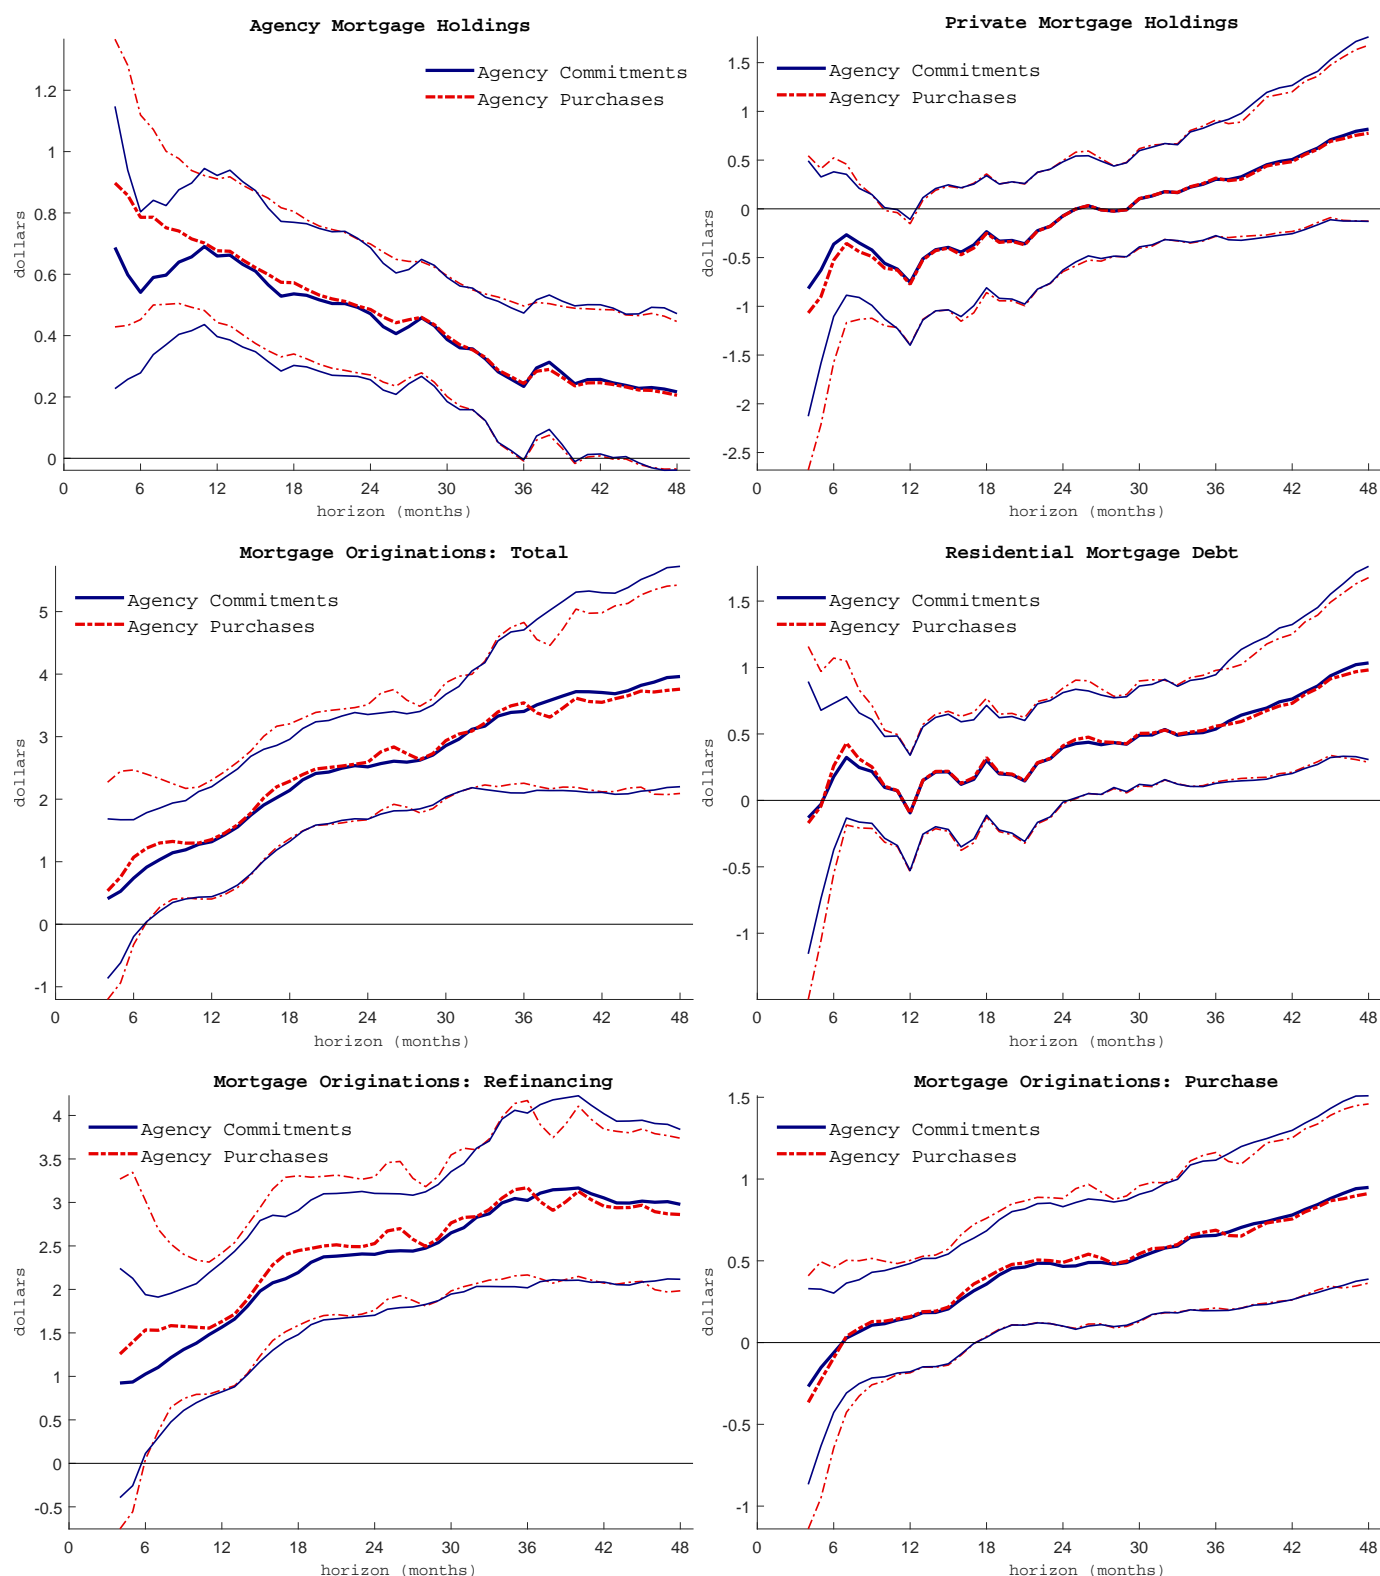 Agency Mortgage Holdings
Agency Commitments
Agency Purchases
dollars
1.2
1
0.8
0.6
0.4
0.2
0
0 6 12 18 24 30 36 42 48
horizon (months)
Private Mortgage Holdings
Agency Commitments
Agency Purchases
dollars
1.5
1
0.5
0
-0.5
-1
-1.5
-2
-2.5
0 6 12 18 24 30 36 42 48
horizon (months)
Mortgage Originations: Total
Agency Commitments
Agency Purchases
dollars
5
4
3
2
1
0
-1
0 6 12 18 24 30 36 42 48
horizon (months)
Residential Mortgage Debt
Agency Commitments
Agency Purchases
dollars
1.5
1
0.5
0
-0.5
-1
0 6 12 18 24 30 36 42 48
horizon (months)
Mortgage Originations: Refinancing
Agency Commitments
Agency Purchases
dollars
4
3.5
3
2.5
2
1.5
1
0.5
0
-0.5
0 6 12 18 24 30 36 42 48
horizon (months)
Mortgage Originations: Purchase
Agency Commitments
Agency Purchases
dollars
1.5
1
0.5
0
-0.5
-1
0 6 12 18 24 30 36 42 48
horizon (months)